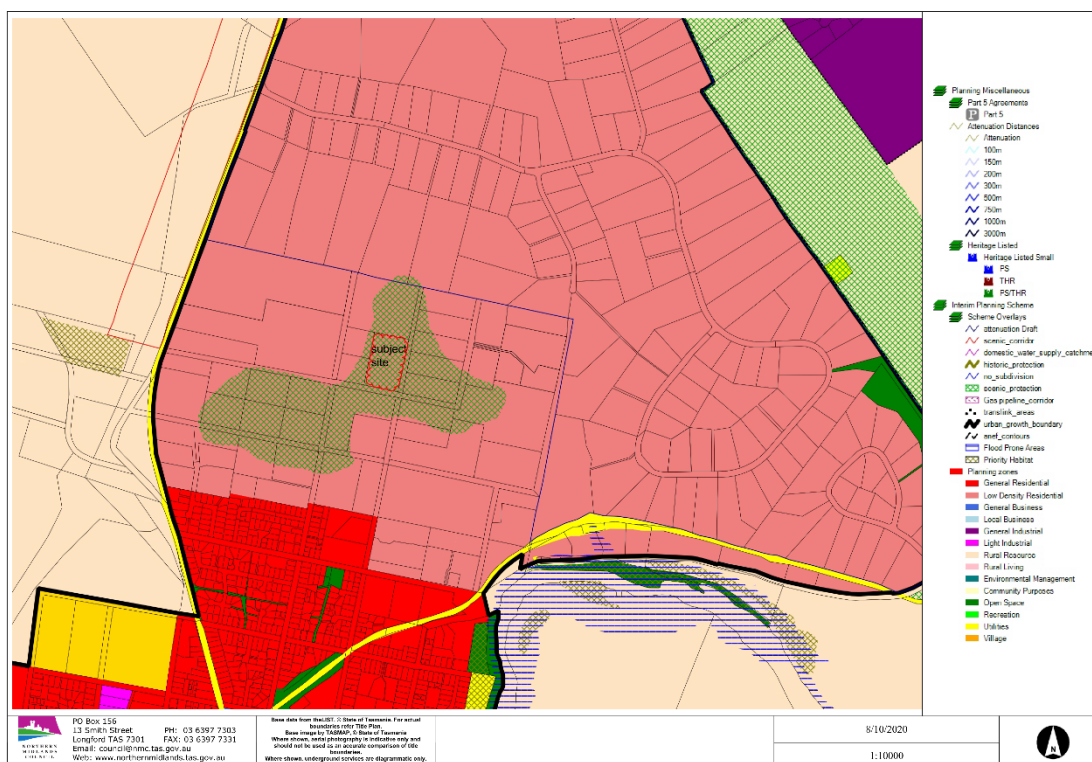 subject
site
Planning Miscellaneous
Part 5 Agreements
P Part 5
Attenuation Distances
Attenuation
100m
150m
200m
300m
500m
750m
1000m
3000m
Heritage Listed
Heritage Listed Small
PS
THR
PS/THR
Interim Planning Scheme
Scheme Overlays
attenuation Draft
scenic_corridor
domestic_water_supply_catchme
historic_protection
no_subdivision
scenic_protection
Gas pipeline_corridor
translink_areas
urban_growth_boundary
anef_contours
Flood Prone Areas
Priority Habitat
Planning zones
General Residential
Low Density Residential
General Business
Local Business
General Industrial
Light Industrial
Rural Resource
Rural Living
Environmental Management
Community Purposes
Open Space
Recreation
Utilities
Village
NORTHERN
MIDLANDS
COUNCIL
PO Box 156
13 Smith Street PH: 03 6397 7303
Longford TAS 7301 FAX: 03 6397 7331
Email: council@nmc.tas.gov.au
Web: www.northernmidlands.tas.gov.au
Base data from theLIST. © State of Tasmania. For actual
boundaries refer Title Plan.
Base image by TASMAP, © State of Tasmania
Where shown, aerial photography is indicative only and
should not be used as an accurate comparison of title
boundaries.
Where shown, underground services are diagrammatic only.
8/10/2020
1:10000
N